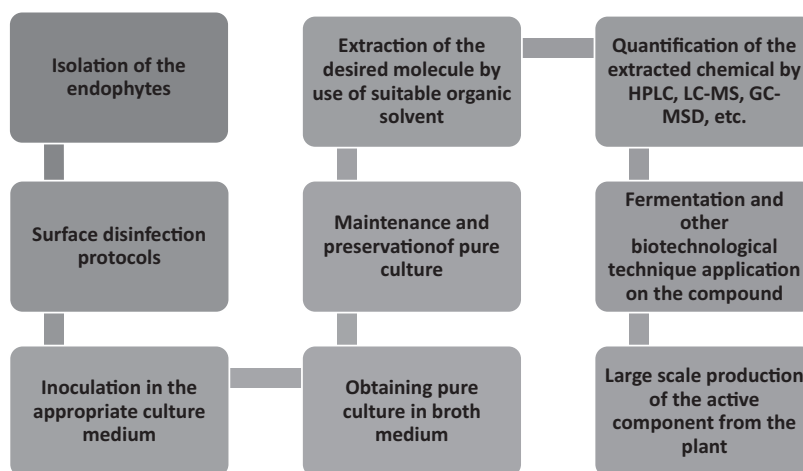 Isolation of the
endophytes
Surface disinfection
protocols
Inoculation in the
appropriate culture
medium
Obtaining pure
culture in broth
medium
Maintenance and
preservationof pure
culture
Extraction of the
desired molecule by
use of suitable organic
solvent
Quantification of the
extracted chemical by
HPLC, LC-MS, GC-
MSD, etc.
Fermentation and
other
biotechnological
technique application
on the compound
Large scale production
of the active
component from the
plant